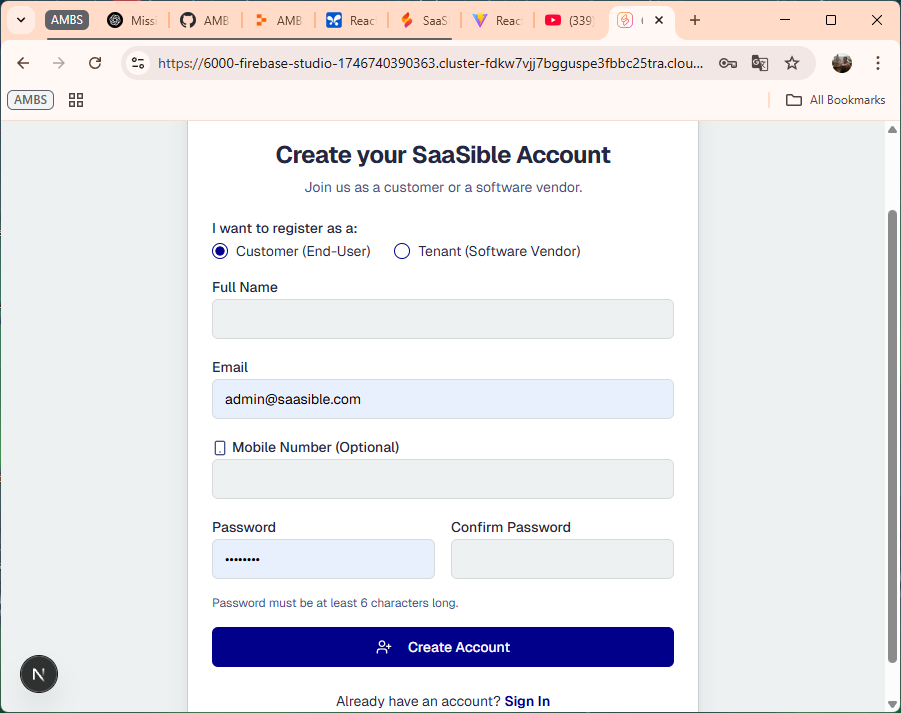 AMBS
Missi
AMB
AMB
Reac
SaaS
Reac
(339)
https://6000-firebase-studio-1746740390363.cluster-fdkw7vjj7bgguspe3fbbc25tra.clou...
AMBS
All Bookmarks
Create your SaaSible Account
Join us as a customer or a software vendor.
I want to register as a:
Customer (End-User) Tenant (Software Vendor)
Full Name
Email
admin@saasible.com
Mobile Number (Optional)
Password Confirm Password
••••••••
Password must be at least 6 characters long.
Create Account
N
Already have an account? Sign In